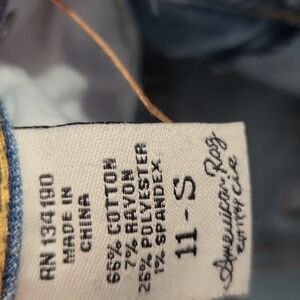 American Rag
CIE
11-S
66% COTTON
7% RAYON
26% POLYESTER
1% SPANDEX
MADE IN
CHINA
RN 134190